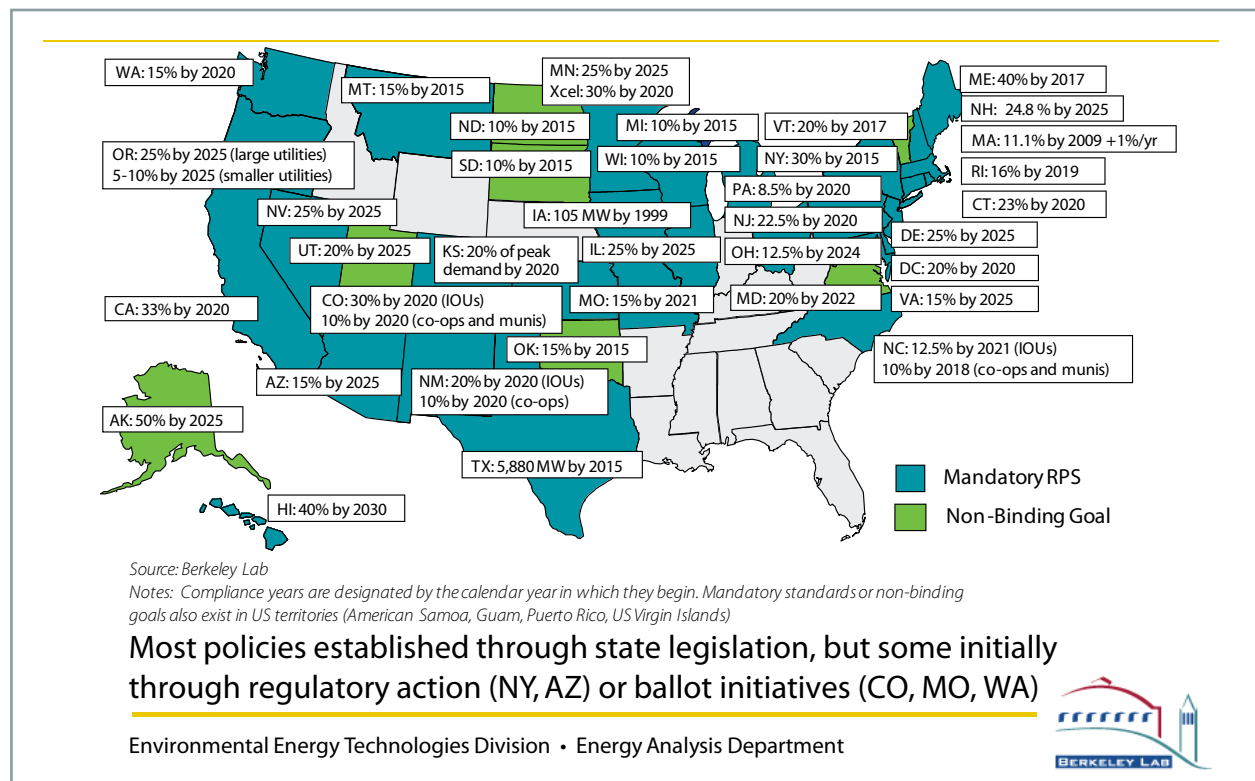 WA: 15% by 2020
MT: 15% by 2015
MN: 25% by 2025
Xcel: 30% by 2020
ME: 40% by 2017
NH: 24.8 % by 2025
ND: 10% by 2015
MI: 10% by 2015
VT: 20% by 2017
MA: 11.1% by 2009 +1%/yr
OR: 25% by 2025 (large utilities)
5-10% by 2025 (smaller utilities)
SD: 10% by 2015
WI: 10% by 2015
NY: 30% by 2015
RI: 16% by 2019
PA: 8.5% by 2020
CT: 23% by 2020
NV: 25% by 2025
IA: 105 MW by 1999
NJ: 22.5% by 2020
DE: 25% by 2025
UT: 20% by 2025
KS: 20% of peak
demand by 2020
IL: 25% by 2025
OH: 12.5% by 2024
DC: 20% by 2020
CA: 33% by 2020
CO: 30% by 2020 (IOUs)
10% by 2020 (co-ops and munis)
MO: 15% by 2021
MD: 20% by 2022
VA: 15% by 2025
OK: 15% by 2015
NC: 12.5% by 2021 (IOUs)
10% by 2018 (co-ops and munis)
AZ: 15% by 2025
NM: 20% by 2020 (IOUs)
10% by 2020 (co-ops)
AK: 50% by 2025
TX: 5,880 MW by 2015
Mandatory RPS
HI: 40% by 2030
Non-Binding Goal
Source: Berkeley Lab
Notes: Compliance years are designated by the calendar year in which they begin. Mandatory standards or non-binding
goals also exist in US territories (American Samoa, Guam, Puerto Rico, US Virgin Islands)
Most policies established through state legislation, but some initially
through regulatory action (NY, AZ) or ballot initiatives (CO, MO, WA)
Environmental Energy Technologies Division • Energy Analysis Department
BERKELEY LAB